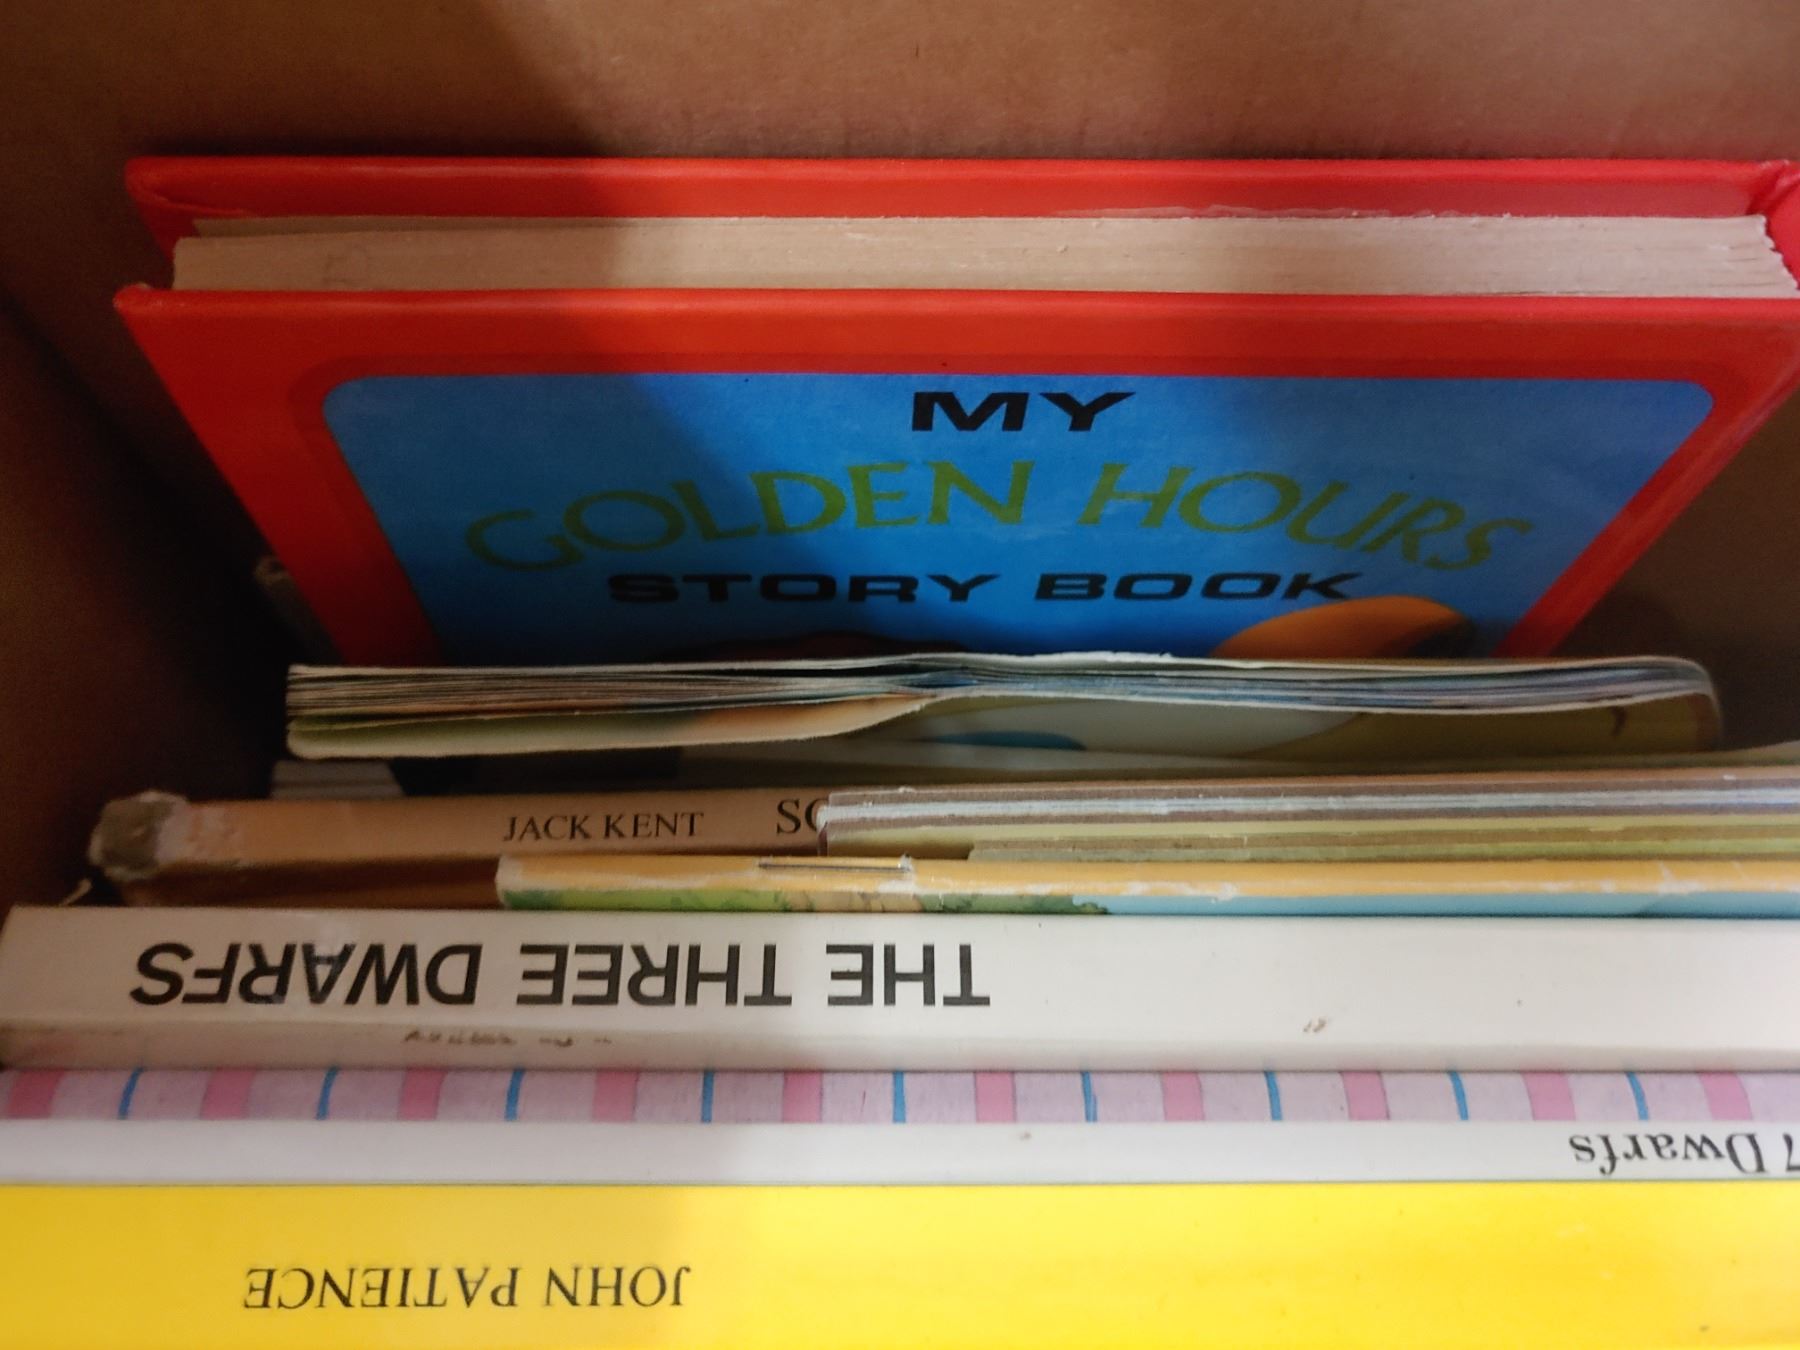 MY
GOLDEN HOURS
STORY BOOK
JACK KENT
THE THREE DWARFS
7 Dwarfs
JOHN PATIENCE